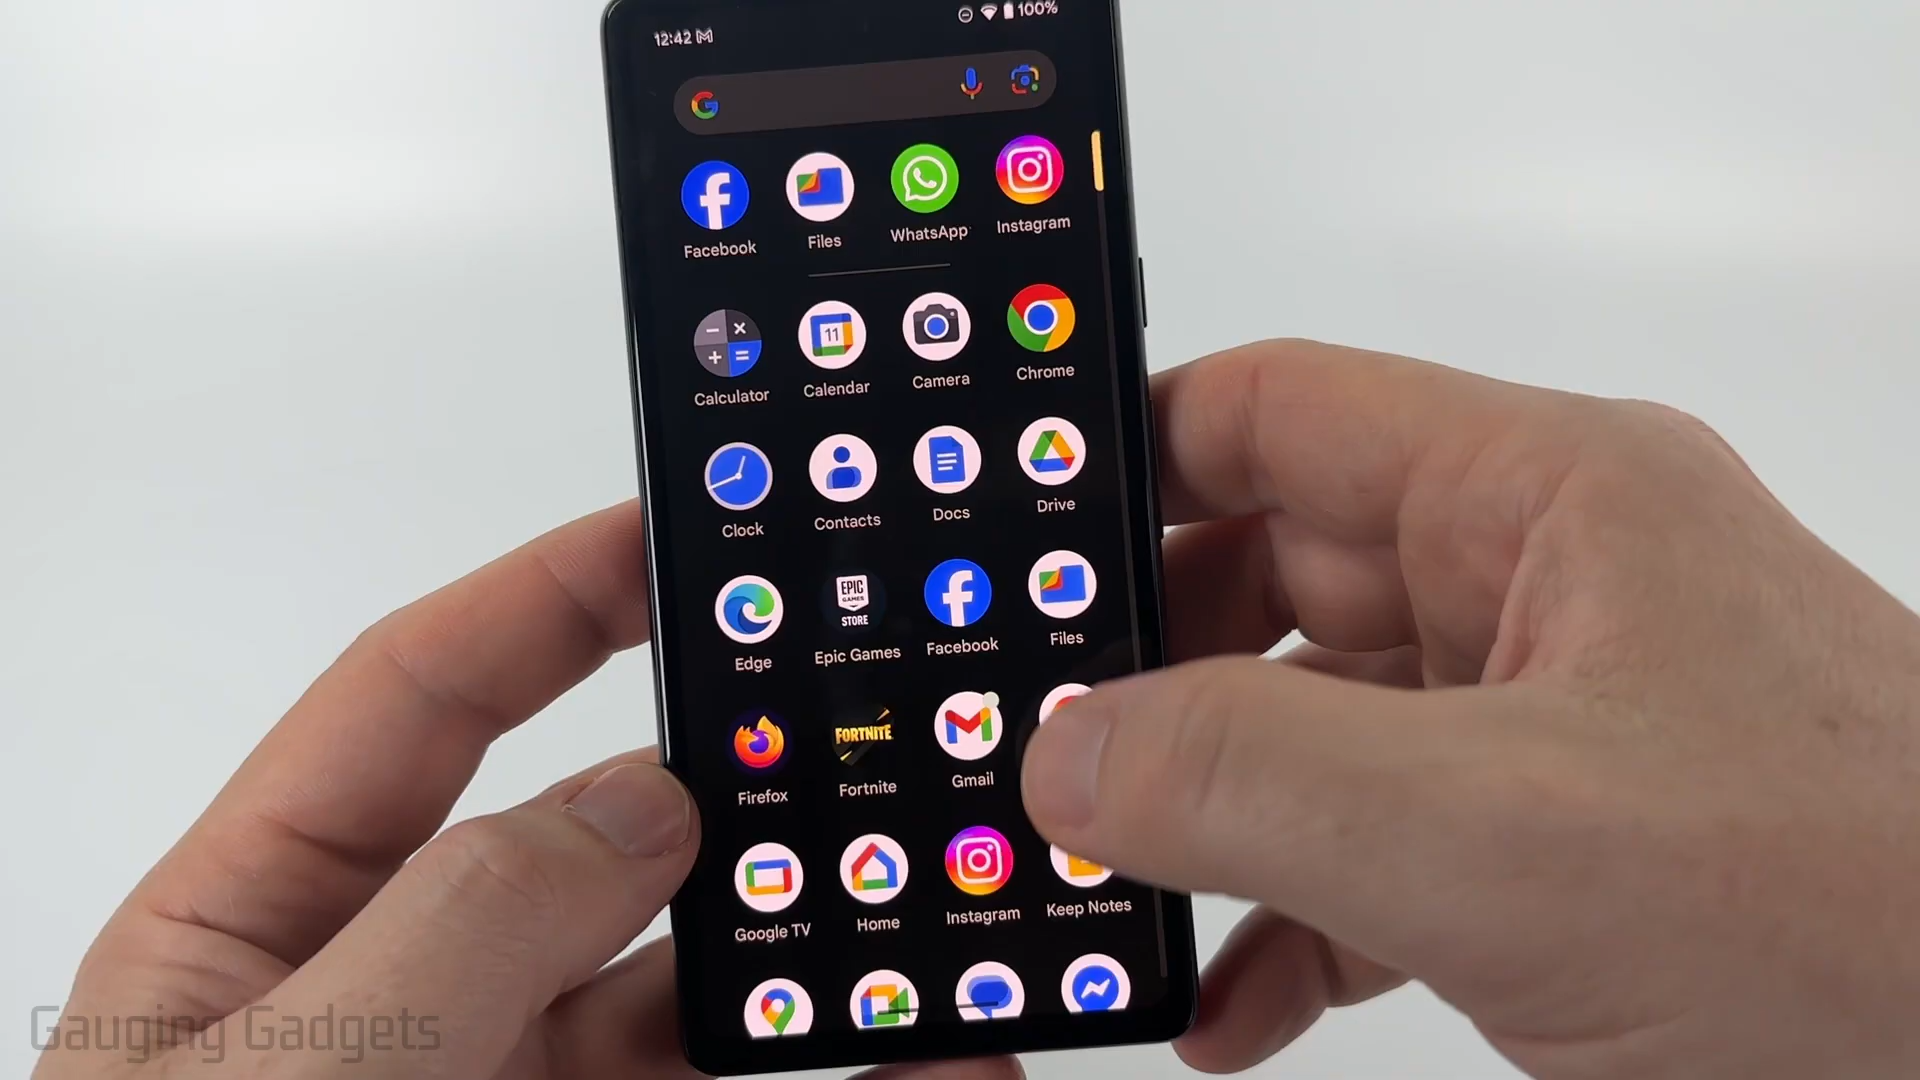 12:42
100%
Facebook
Files
WhatsApp
Instagram
Calculator
11
Calendar
Camera
Chrome
Clock
Contacts
Docs
Drive
EPIC
GAMES
STORE
Edge
Epic Games
Facebook
Files
FORTNITE
Firefox
Fortnite
Gmail
Google TV
Home
Instagram
Keep Notes
Gauging Gadgets